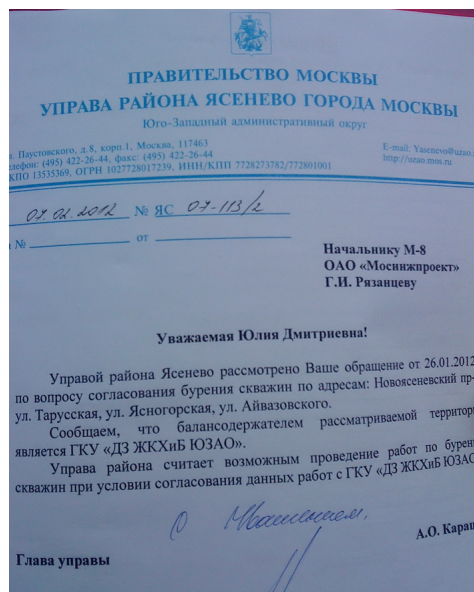 ПРАВИТЕЛЬСТВО МОСКВЫ
УПРАВА РАЙОНА ЯСЕНЕВО ГОРОДА МОСКВЫ
Юго-Западный административный округ
Паустовского, д.8, корп.1, Москва, 117463
(495) 422-26-44, факс: (495) 422-26-44
13535369, ОГРН 1027728017239, ИНН/КПП 7728273782/772801001
E-mail: Yasenevo@uzao.
http://uzao.mos.ru
07.02.2012 № ЯС 07-113/2
№ от
Начальнику М-8
ОАО «Мосинжпроект»
Г.И. Рязанцеву
Уважаемая Юлия Дмитриевна!
Управой района Ясенево рассмотрено Ваше обращение от 26.01.2012
по вопросу согласования бурения скважин по адресам: Новоясеневский пр-
ул. Тарусская, ул. Ясногорская, ул. Айвазовского.
Сообщаем, что балансодержателем рассматриваемой территор
является ГКУ «ДЗ ЖКХиБ ЮЗАО».
Управа района считает возможным проведение работ по бурен
скважин при условии согласования данных работ с ГКУ «ДЗ ЖКХиБ ЮЗАО
С уважением,
Глава управы
А.О. Карац